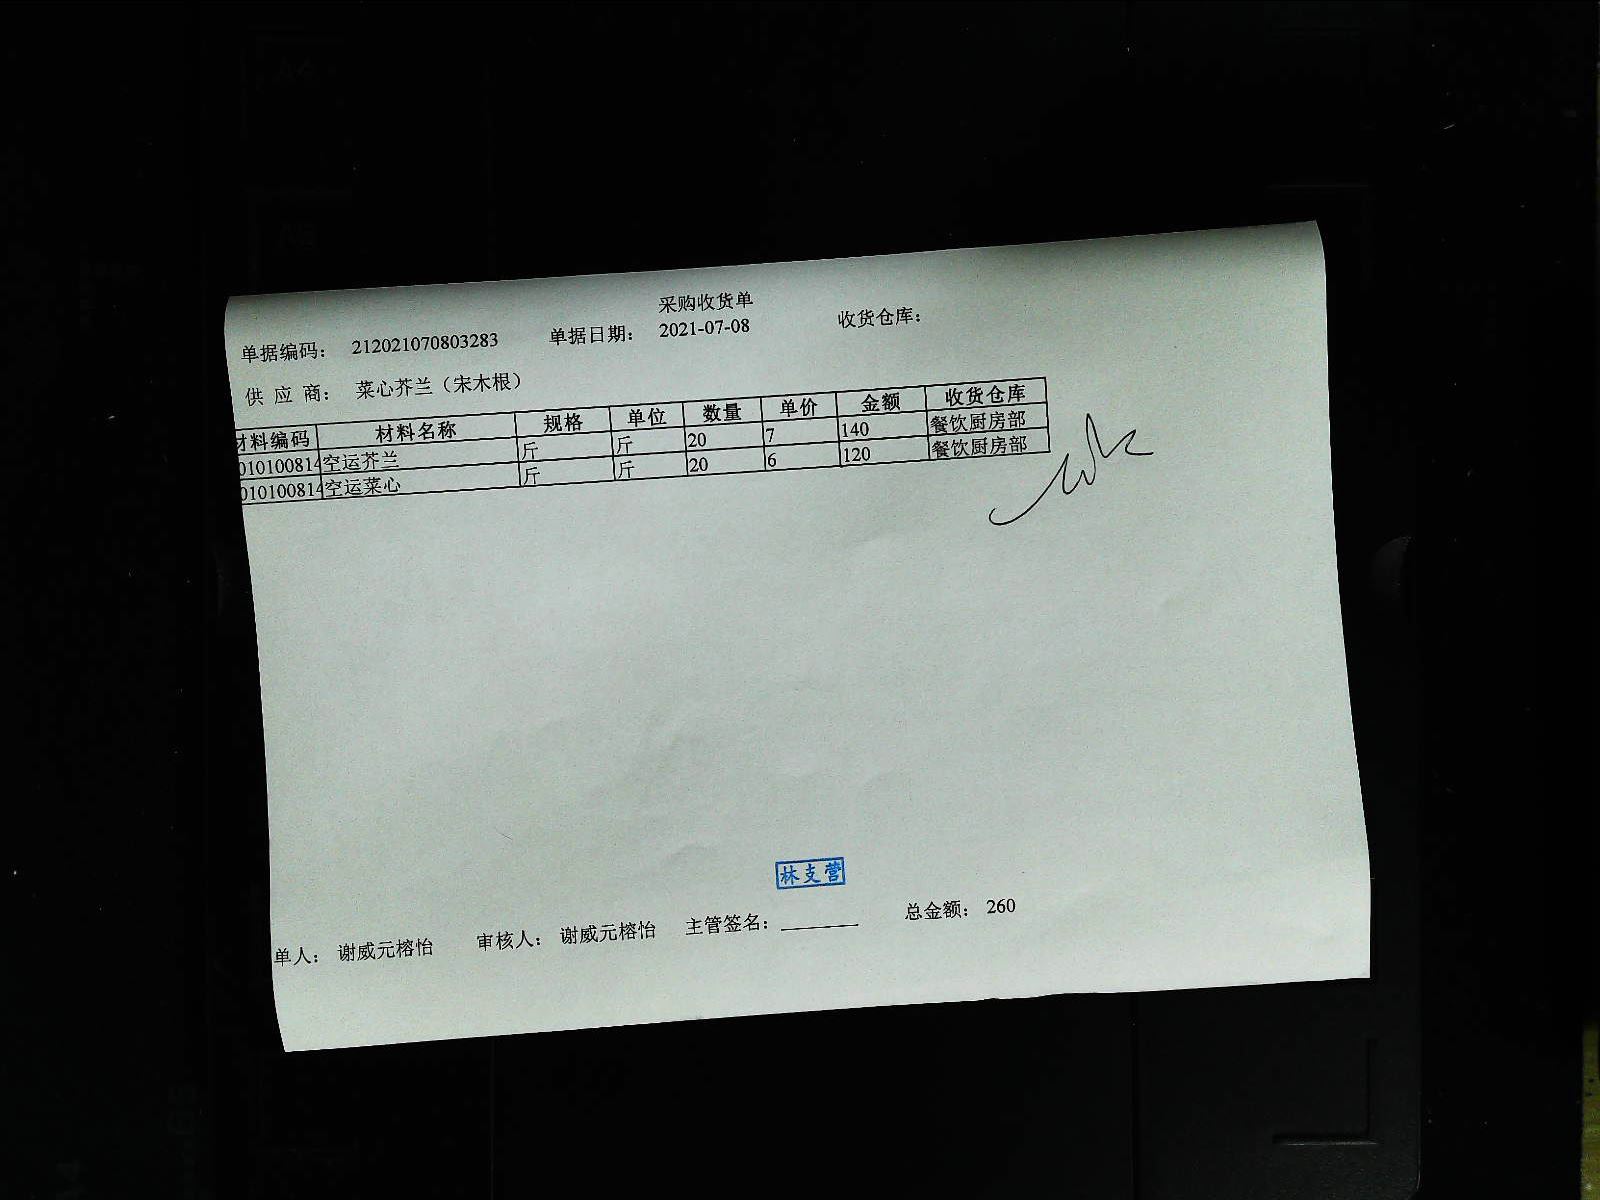 采购收货单
单据编码： 212021070803283 单据日期： 2021-07-08 收货仓库：
供 应 商： 菜心芥兰（宋木根）
材料编码 材料名称 规格 单位 数量 单价 金额 收货仓库
010100814 空运芥兰 斤 斤 20 7 140 餐饮厨房部
010100814 空运菜心 斤 斤 20 6 120 餐饮厨房部
林支营
单人： 谢威元榕怡 审核人： 谢威元榕怡 主管签名： 总金额： 260